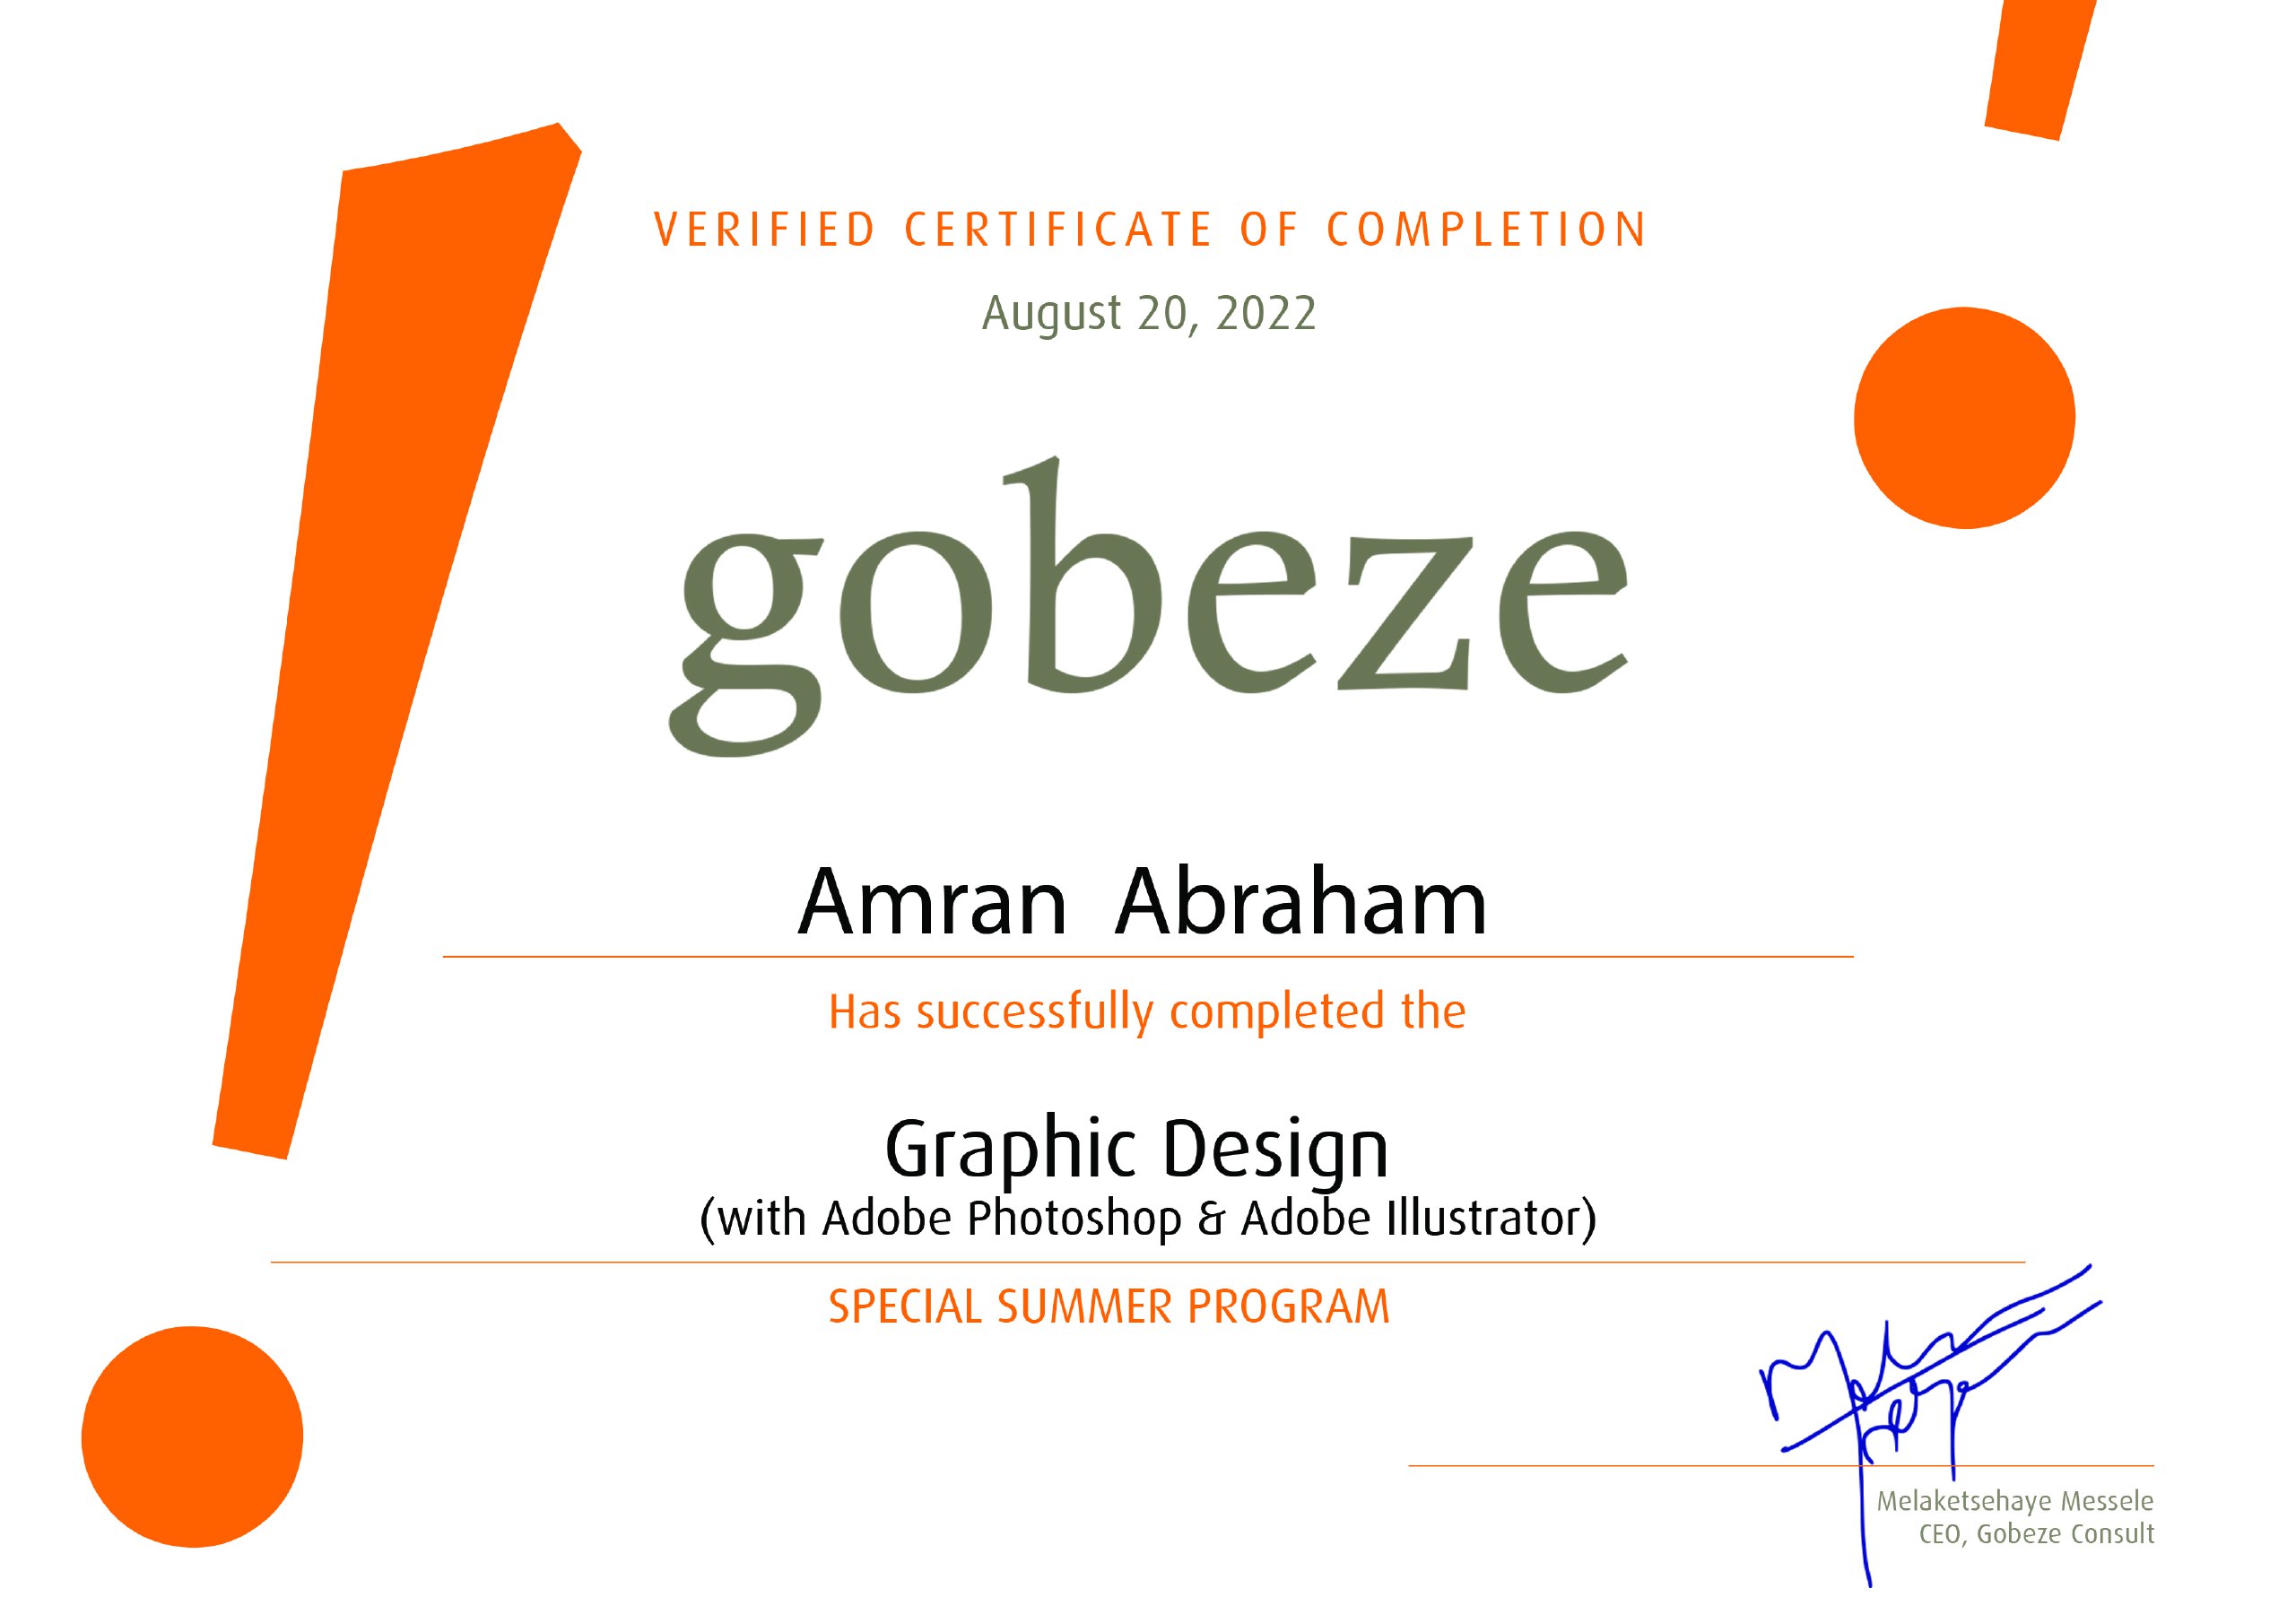 VERIFIED CERTIFICATE OF COMPLETION
August 20, 2022
gobeze
Amran Abraham
Has successfully completed the
Graphic Design
(with Adobe Photoshop & Adobe Illustrator)
SPECIAL SUMMER PROGRAM
Melaketsehaye Messele
CEO, Gobeze Consult